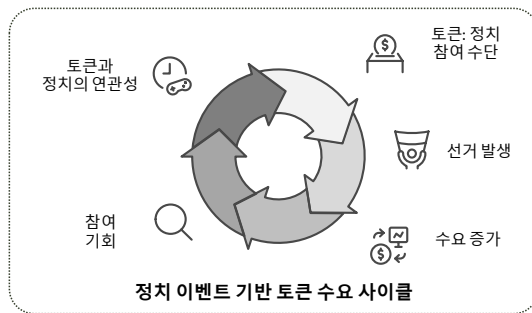 토큰: 정치
참여 수단
선거 발생
수요 증가
참여
기회
토큰과
정치의 연관성
정치 이벤트 기반 토큰 수요 사이클